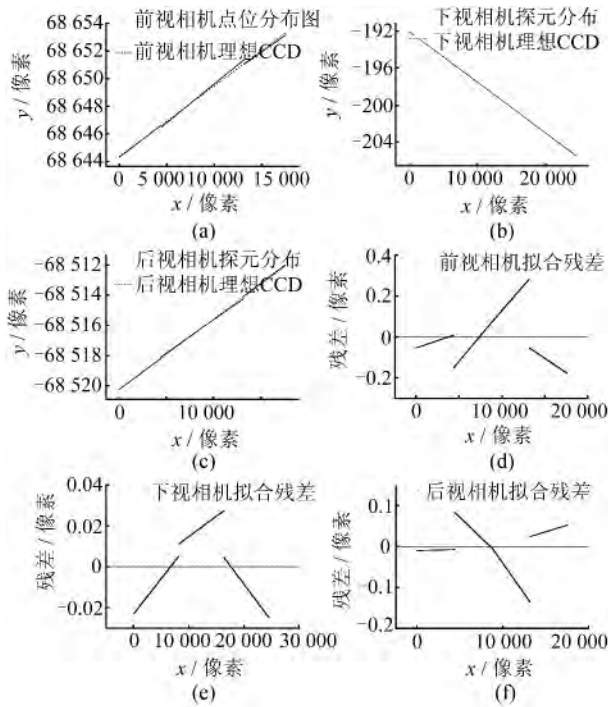 前视相机点位分布图
前视相机理想CCD
68 654
68 650
68 646
68 644
y / 像素
0 5 000 10 000 15 000
x / 像素
(a)
下视相机探元分布
下视相机理想CCD
-192
-196
-200
-204
y / 像素
0 10 000 20 000
x / 像素
(b)
后视相机探元分布
后视相机理想CCD
-68 512
-68 514
-68 516
-68 518
-68 520
y / 像素
0 10 000
x / 像素
(c)
前视相机拟合残差
0.4
0.2
0
-0.2
残差 / 像素
0 10 000 20 000
x / 像素
(d)
下视相机拟合残差
0.04
0.02
0
-0.02
残差 / 像素
0 10 000 20 000 30 000
x / 像素
(e)
后视相机拟合残差
0.1
0
-0.1
-0.2
残差 / 像素
0 10 000 20 000
x / 像素
(f)